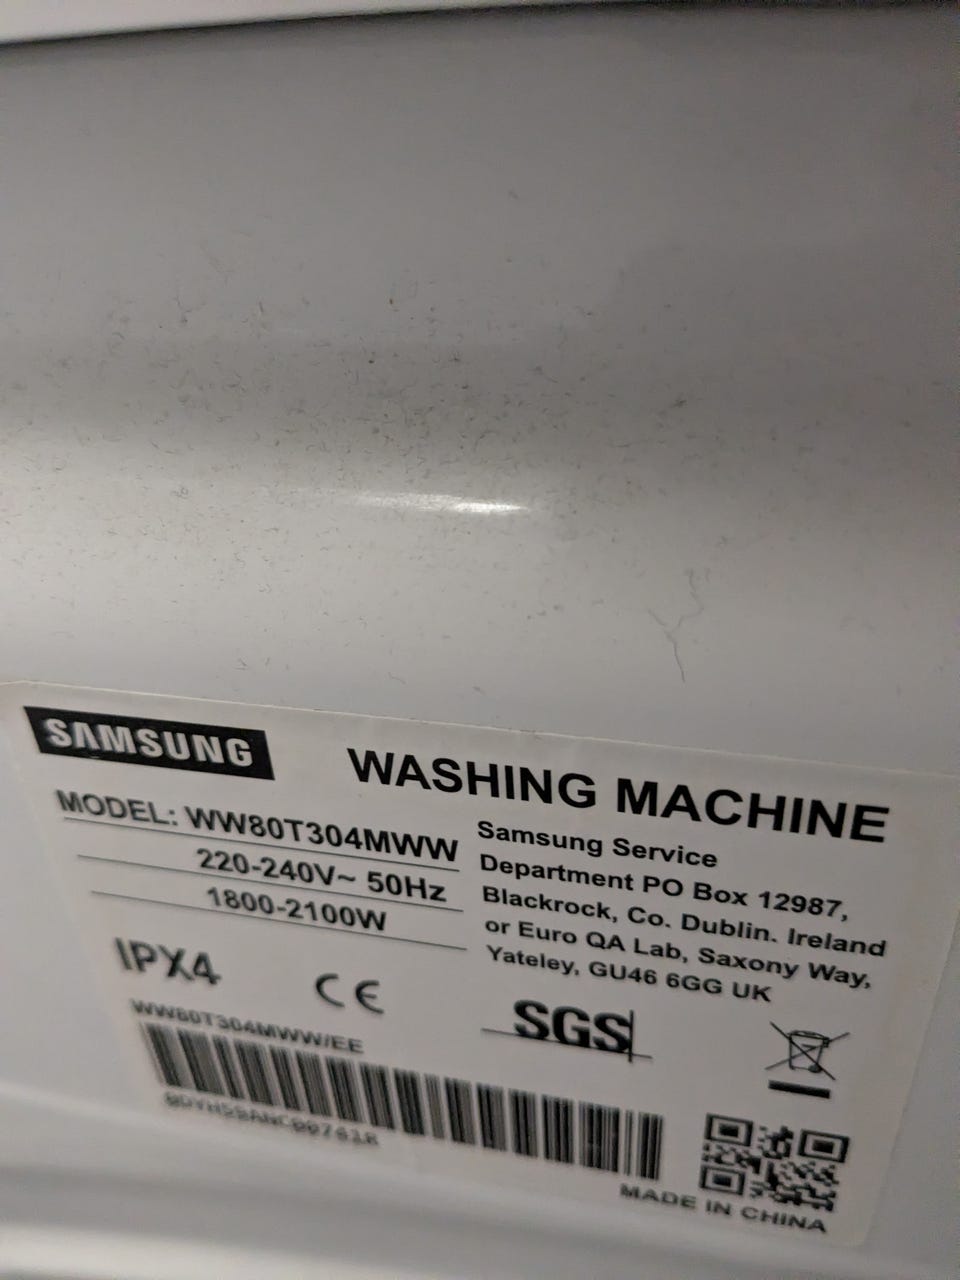 SAMSUNG
WASHING MACHINE
MODEL: WW80T304MWW
220-240V~ 50Hz
1800-2100W
Samsung Service
Department PO Box 12987,
Blackrock, Co. Dublin. Ireland
or Euro QA Lab, Saxony Way,
Yateley, GU46 6GG UK
IPX4
CE
SGS
WW80T304MWW/EE
MADE IN CHINA